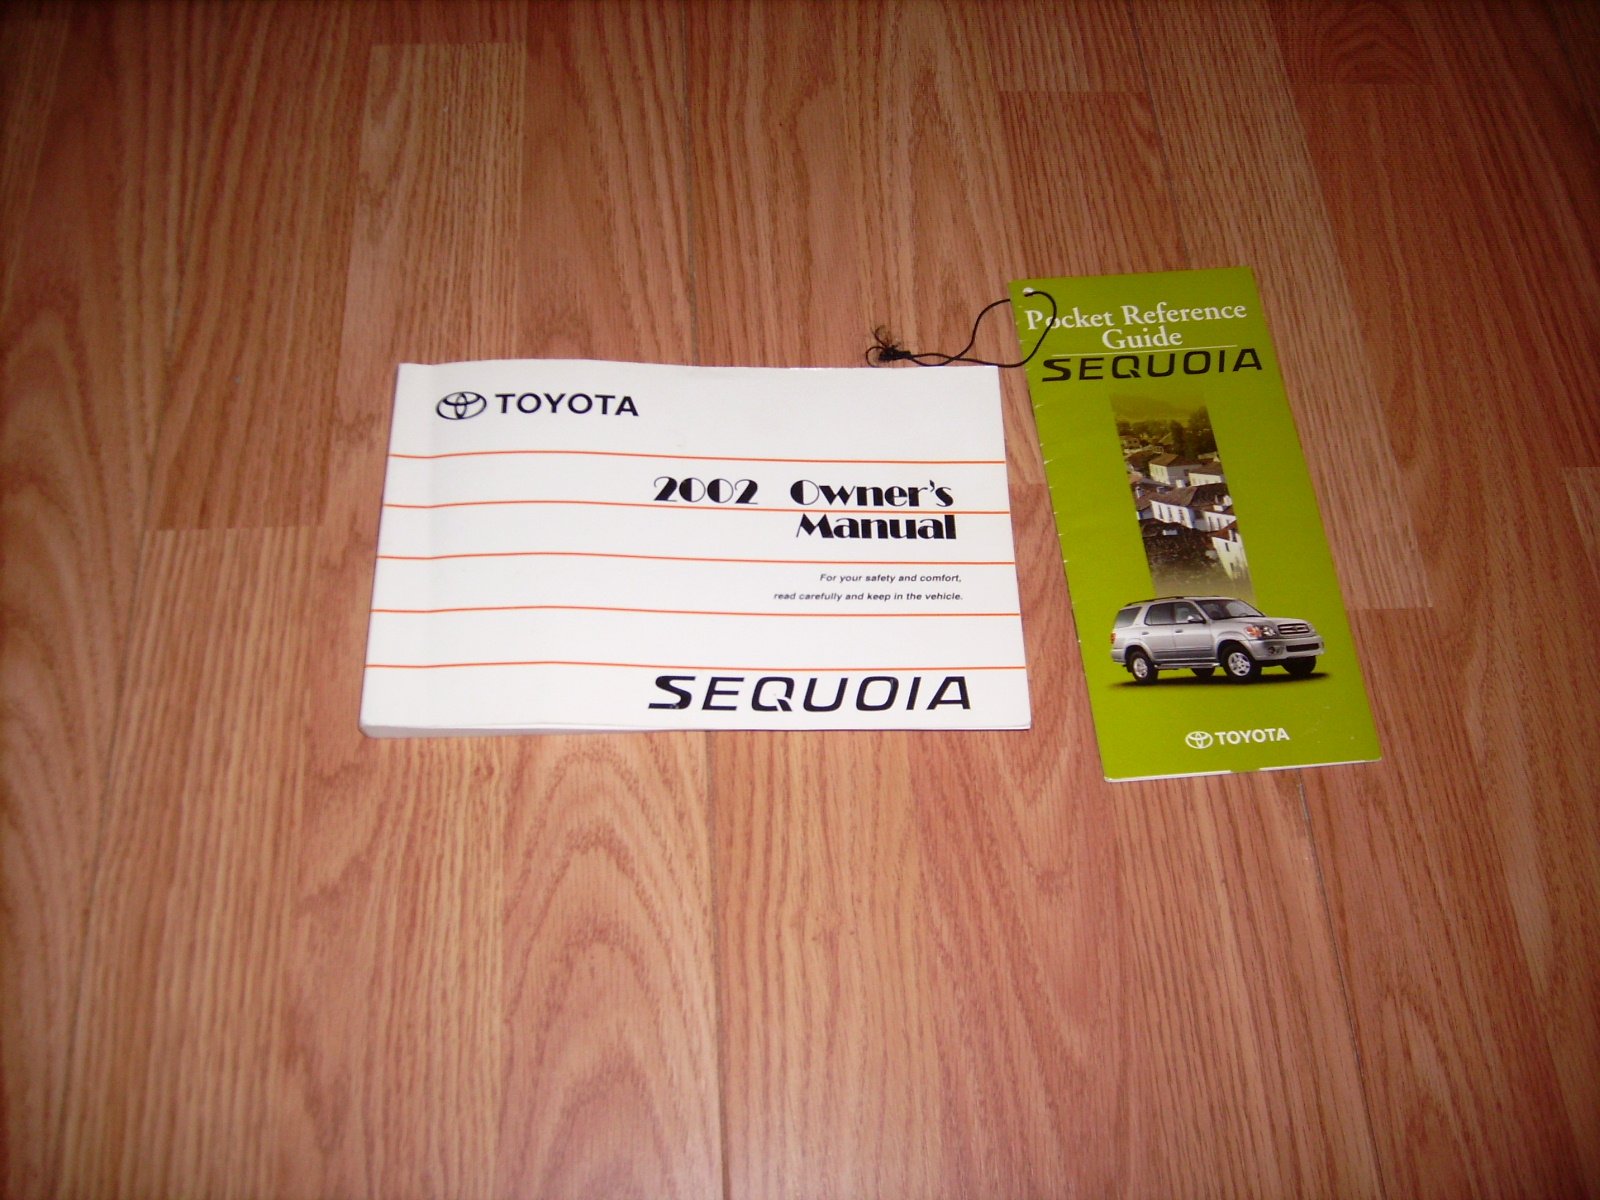 TOYOTA
2002 Owner's
Manual
For your safety and comfort,
read carefully and keep in the vehicle.
SEQUOIA
Pocket Reference
Guide
SEQUOIA
TOYOTA